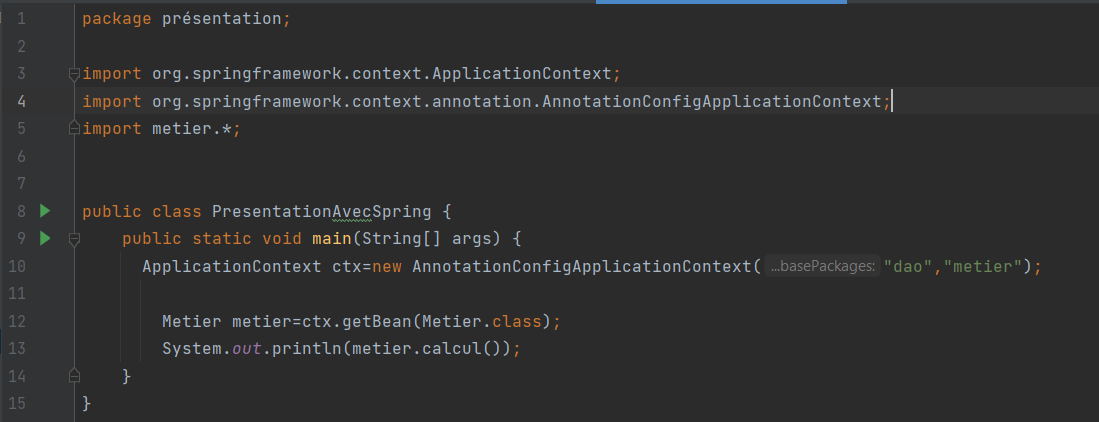 1 package présentation;
2
3 import org.springframework.context.ApplicationContext;
4 import org.springframework.context.annotation.AnnotationConfigApplicationContext;
5 import metier.*;
6
7
8 public class PresentationAvecSpring {
9 public static void main(String[] args) {
10 ApplicationContext ctx=new AnnotationConfigApplicationContext( ...basePackages: "dao","metier");
11
12 Metier metier=ctx.getBean(Metier.class);
13 System.out.println(metier.calcul());
14 }
15 }